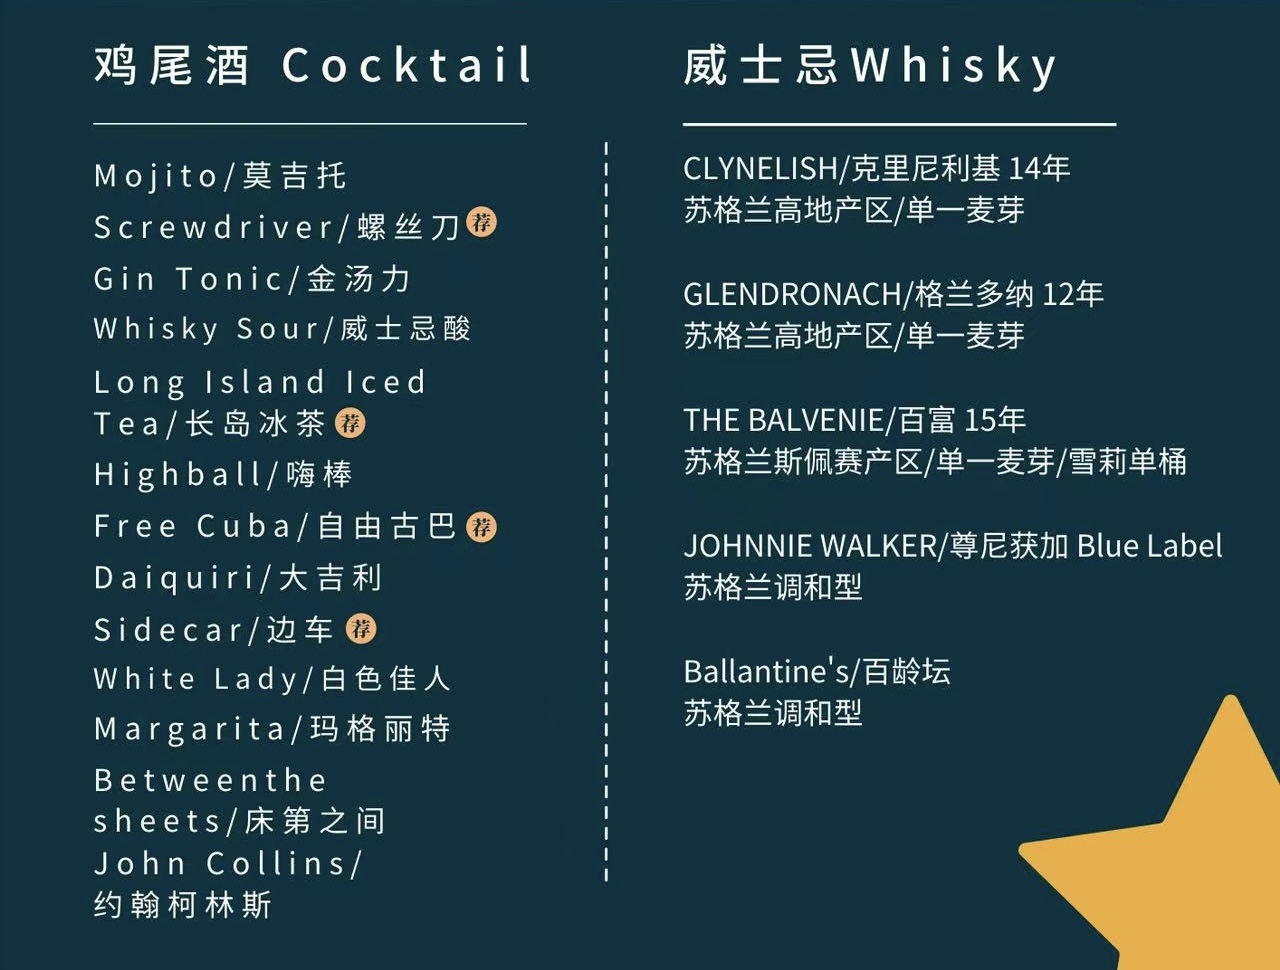 鸡尾酒 Cocktail
Mojito/莫吉托
Screwdriver/螺丝刀 荐
Gin Tonic/金汤力
Whisky Sour/威士忌酸
Long Island Iced
Tea/长岛冰茶 荐
Highball/嗨棒
Free Cuba/自由古巴 荐
Daiquiri/大吉利
Sidecar/边车 荐
White Lady/白色佳人
Margarita/玛格丽特
Betweenthe
sheets/床第之间
John Collins/
约翰柯林斯
威士忌Whisky
CLYNELISH/克里尼利基 14年
苏格兰高地产区/单一麦芽
GLENDRONACH/格兰多纳 12年
苏格兰高地产区/单一麦芽
THE BALVENIE/百富 15年
苏格兰斯佩赛产区/单一麦芽/雪莉单桶
JOHNNIE WALKER/尊尼获加 Blue Label
苏格兰调和型
Ballantine's/百龄坛
苏格兰调和型